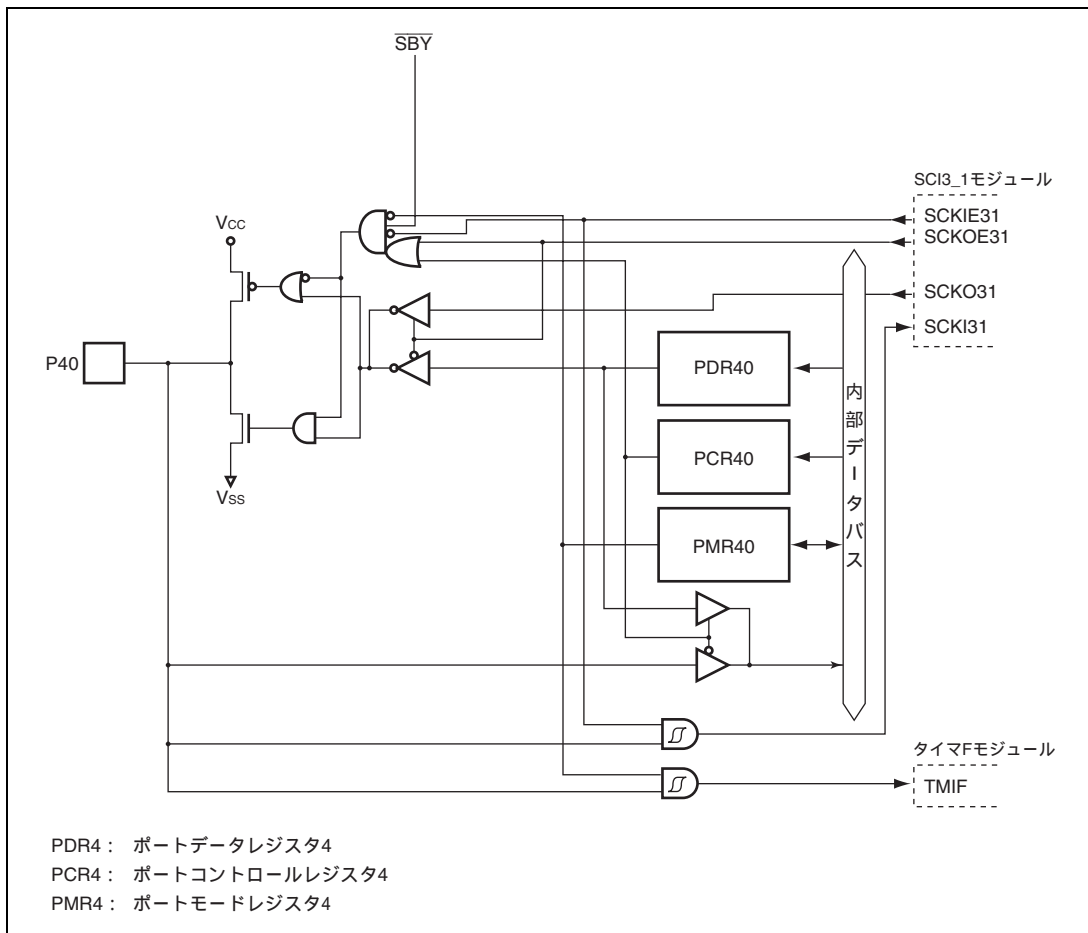 SBY
SCI3_1モジュール
SCKIE31
SCKOE31
SCKO31
SCKI31
VCC
P40
VSS
PDR40
PCR40
PMR40
内部データバス
タイマFモジュール
TMIF
PDR4： ポートデータレジスタ4
PCR4： ポートコントロールレジスタ4
PMR4： ポートモードレジスタ4